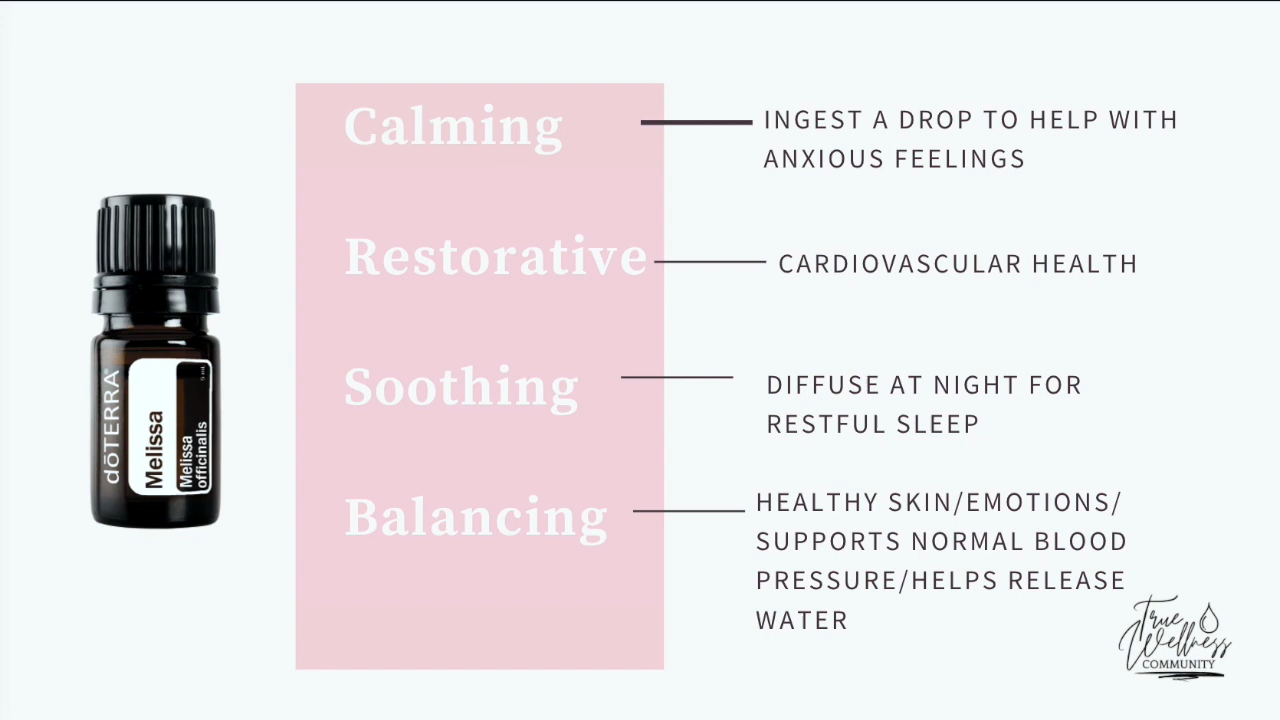 Calming
INGEST A DROP TO HELP WITH
ANXIOUS FEELINGS
Restorative
CARDIOVASCULAR HEALTH
Soothing
DIFFUSE AT NIGHT FOR
RESTFUL SLEEP
Balancing
HEALTHY SKIN/EMOTIONS/
SUPPORTS NORMAL BLOOD
PRESSURE/HELPS RELEASE
WATER
dōTERRA®
Melissa
Melissa
officinalis
True
Wellness
COMMUNITY